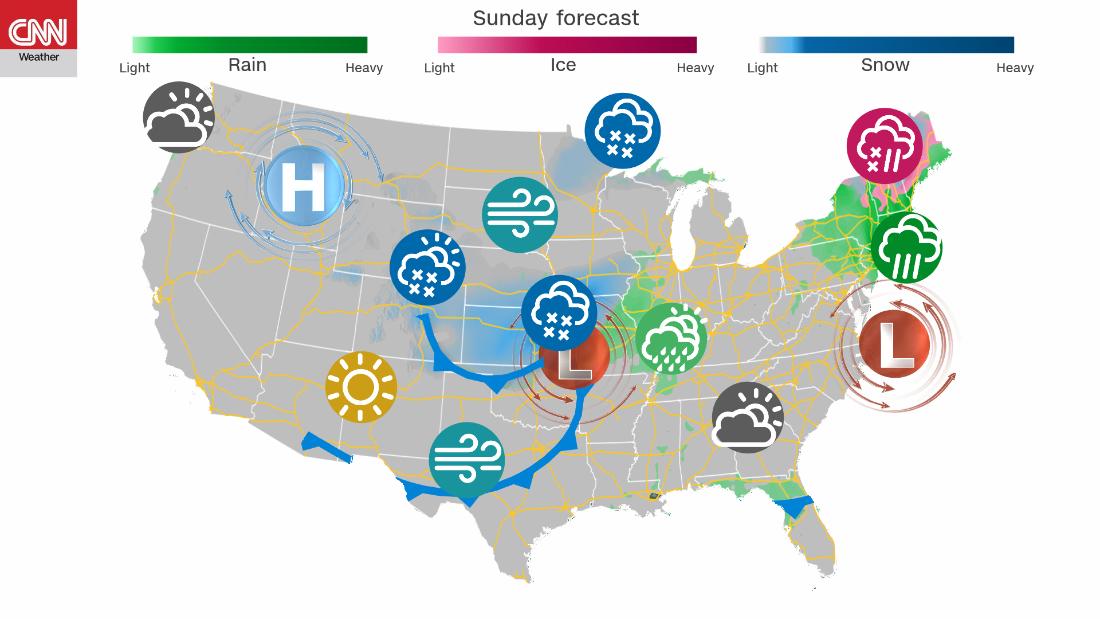 CNN
Weather
Sunday forecast
Light Rain Heavy
Light Ice Heavy
Light Snow Heavy
H
L
L